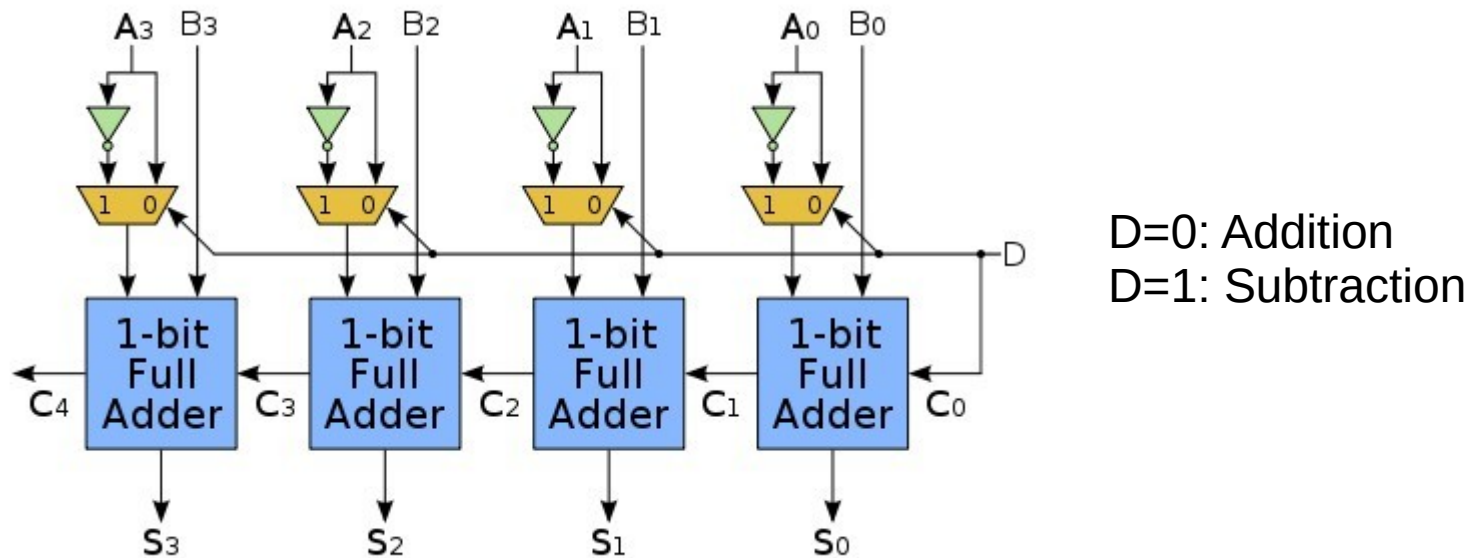 A3 B3 A2 B2 A1 B1 A0 B0
1 0 1 0 1 0 1 0
D
D=0: Addition
D=1: Subtraction
1-bit Full Adder
1-bit Full Adder
1-bit Full Adder
1-bit Full Adder
C4 C3 C2 C1 C0
S3 S2 S1 S0